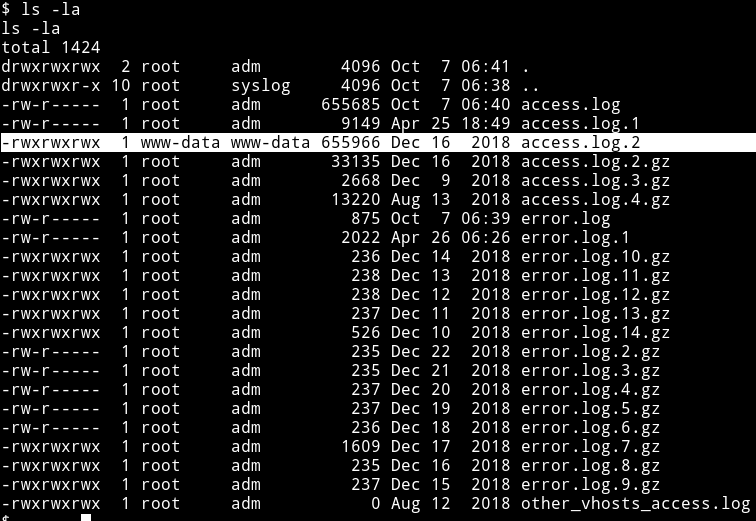 $ ls -la
ls -la
total 1424
drwxrwxrwx  2 root     adm        4096 Oct  7 06:41 .
drwxrwxr-x 10 root     syslog     4096 Oct  7 06:38 ..
-rw-r-----  1 root     adm      655685 Oct  7 06:40 access.log
-rw-r-----  1 root     adm        9149 Apr 25 18:49 access.log.1
-rwxrwxrwx  1 www-data www-data 655966 Dec 16  2018 access.log.2
-rwxrwxrwx  1 root     adm       33135 Dec 16  2018 access.log.2.gz
-rwxrwxrwx  1 root     adm        2668 Dec  9  2018 access.log.3.gz
-rwxrwxrwx  1 root     adm       13220 Aug 13  2018 access.log.4.gz
-rw-r-----  1 root     adm         875 Oct  7 06:39 error.log
-rw-r-----  1 root     adm        2022 Apr 26 06:26 error.log.1
-rwxrwxrwx  1 root     adm         236 Dec 14  2018 error.log.10.gz
-rwxrwxrwx  1 root     adm         238 Dec 13  2018 error.log.11.gz
-rwxrwxrwx  1 root     adm         238 Dec 12  2018 error.log.12.gz
-rwxrwxrwx  1 root     adm         237 Dec 11  2018 error.log.13.gz
-rwxrwxrwx  1 root     adm         526 Dec 10  2018 error.log.14.gz
-rw-r-----  1 root     adm         235 Dec 22  2018 error.log.2.gz
-rw-r-----  1 root     adm         235 Dec 21  2018 error.log.3.gz
-rw-r-----  1 root     adm         237 Dec 20  2018 error.log.4.gz
-rw-r-----  1 root     adm         237 Dec 19  2018 error.log.5.gz
-rw-r-----  1 root     adm         236 Dec 18  2018 error.log.6.gz
-rwxrwxrwx  1 root     adm        1609 Dec 17  2018 error.log.7.gz
-rwxrwxrwx  1 root     adm         235 Dec 16  2018 error.log.8.gz
-rwxrwxrwx  1 root     adm         237 Dec 15  2018 error.log.9.gz
-rwxrwxrwx  1 root     adm           0 Aug 12  2018 other_vhosts_access.log
$